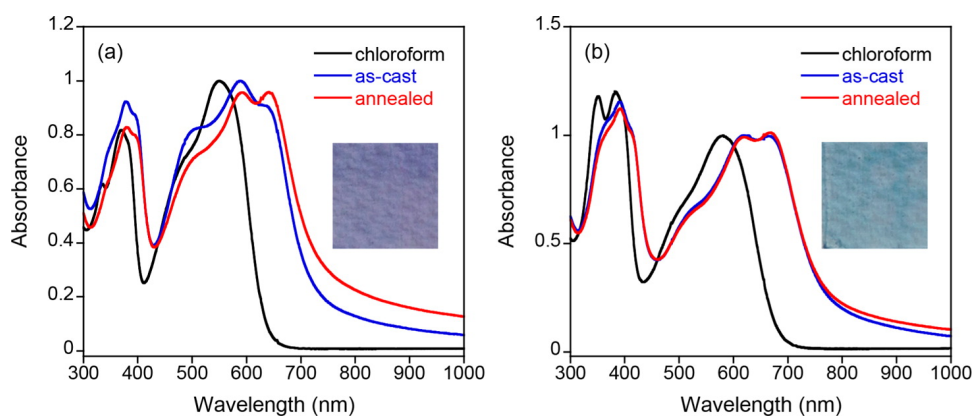 (a)
chloroform
as-cast
annealed
Absorbance
1.2
1
0.8
0.6
0.4
0.2
0
300 400 500 600 700 800 900 1000
Wavelength (nm)
(b)
chloroform
as-cast
annealed
Absorbance
1.5
1
0.5
0
300 400 500 600 700 800 900 1000
Wavelength (nm)